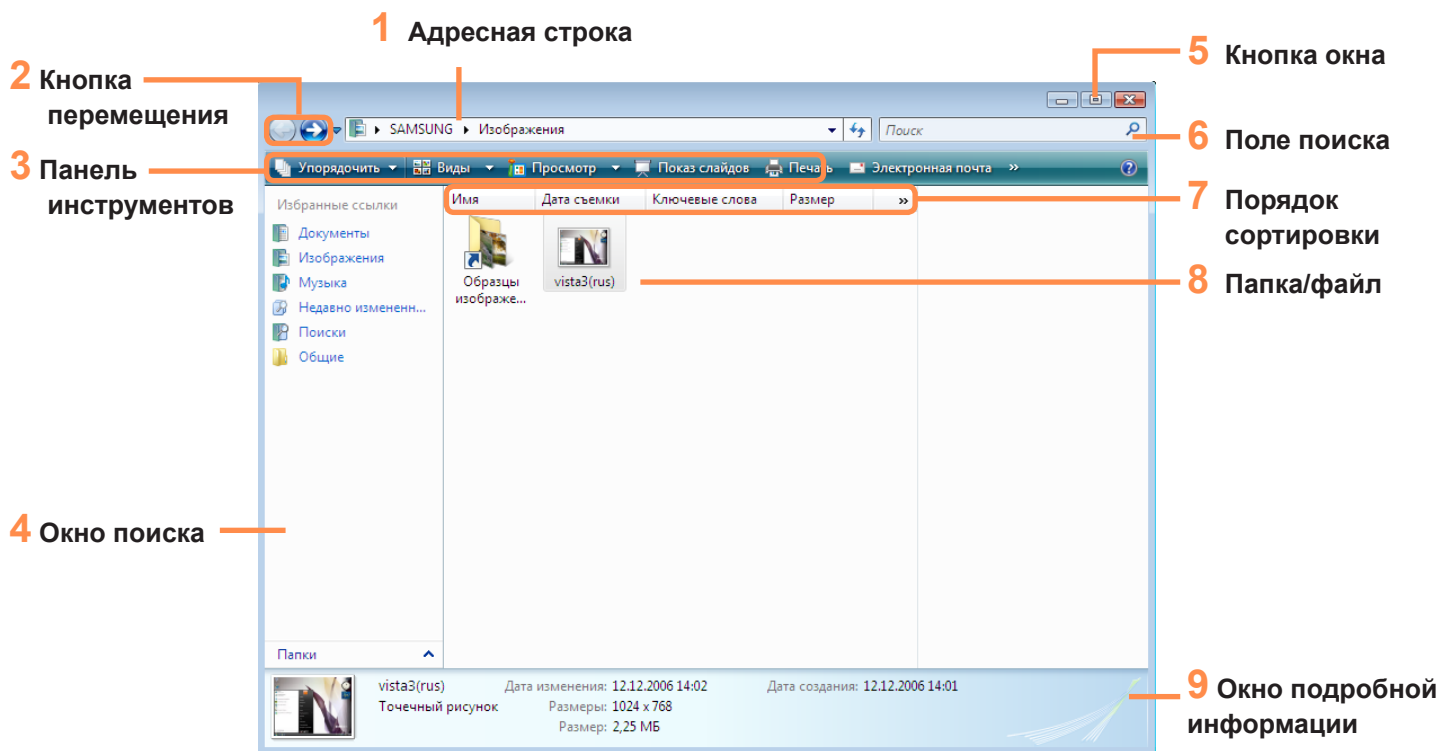 1 Адресная строка
2 Кнопка
перемещения
3 Панель
инструментов
4 Окно поиска
5 Кнопка окна
6 Поле поиска
7 Порядок
сортировки
8 Папка/файл
9 Окно подробной
информации
SAMSUNG Изображения
Поиск
Упорядочить Виды Просмотр Показ слайдов Печать Электронная почта »
Избранные ссылки
Документы
Изображения
Музыка
Недавно измененн...
Поиски
Общие
Папки
Имя Дата съемки Ключевые слова Размер »
Образцы
изображе...
vista3(rus)
vista3(rus) Дата изменения: 12.12.2006 14:02 Дата создания: 12.12.2006 14:01
Точечный рисунок Размеры: 1024 x 768
Размер: 2,25 МБ